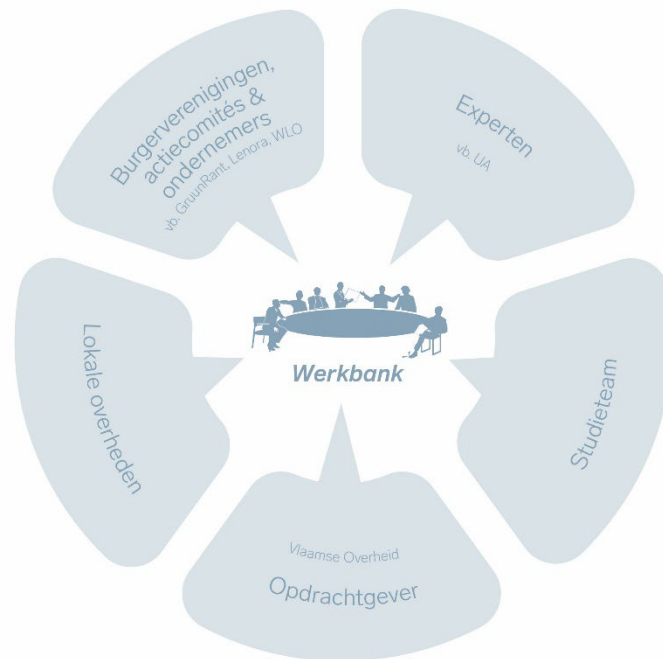 Burgerverenigingen,
actiecomités &
ondernemers
vb. GruunRant, Lenora, WLO
Experten
vb. UA
Lokale overheden
Werkbank
Studieteam
Vlaamse Overheid
Opdrachtgever